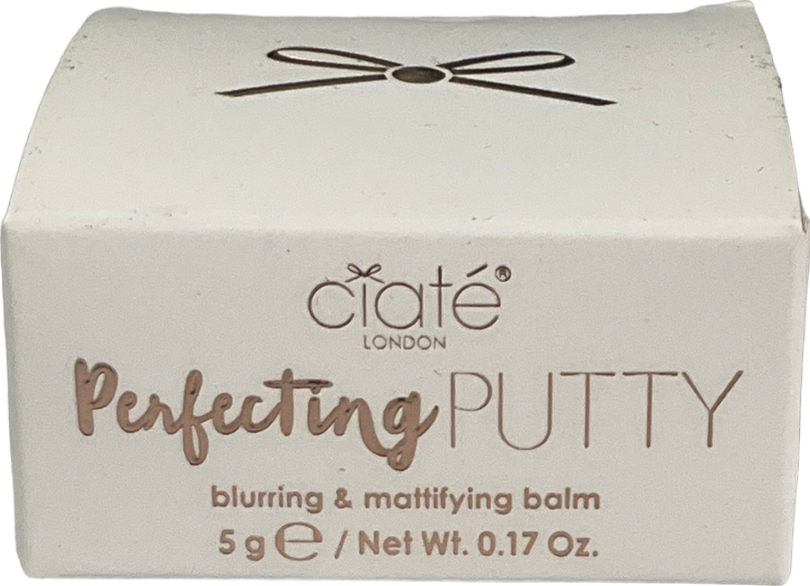 ciaté®
LONDON
Perfecting PUTTY
blurring & mattifying balm
5 g ℮ / Net Wt. 0.17 Oz.